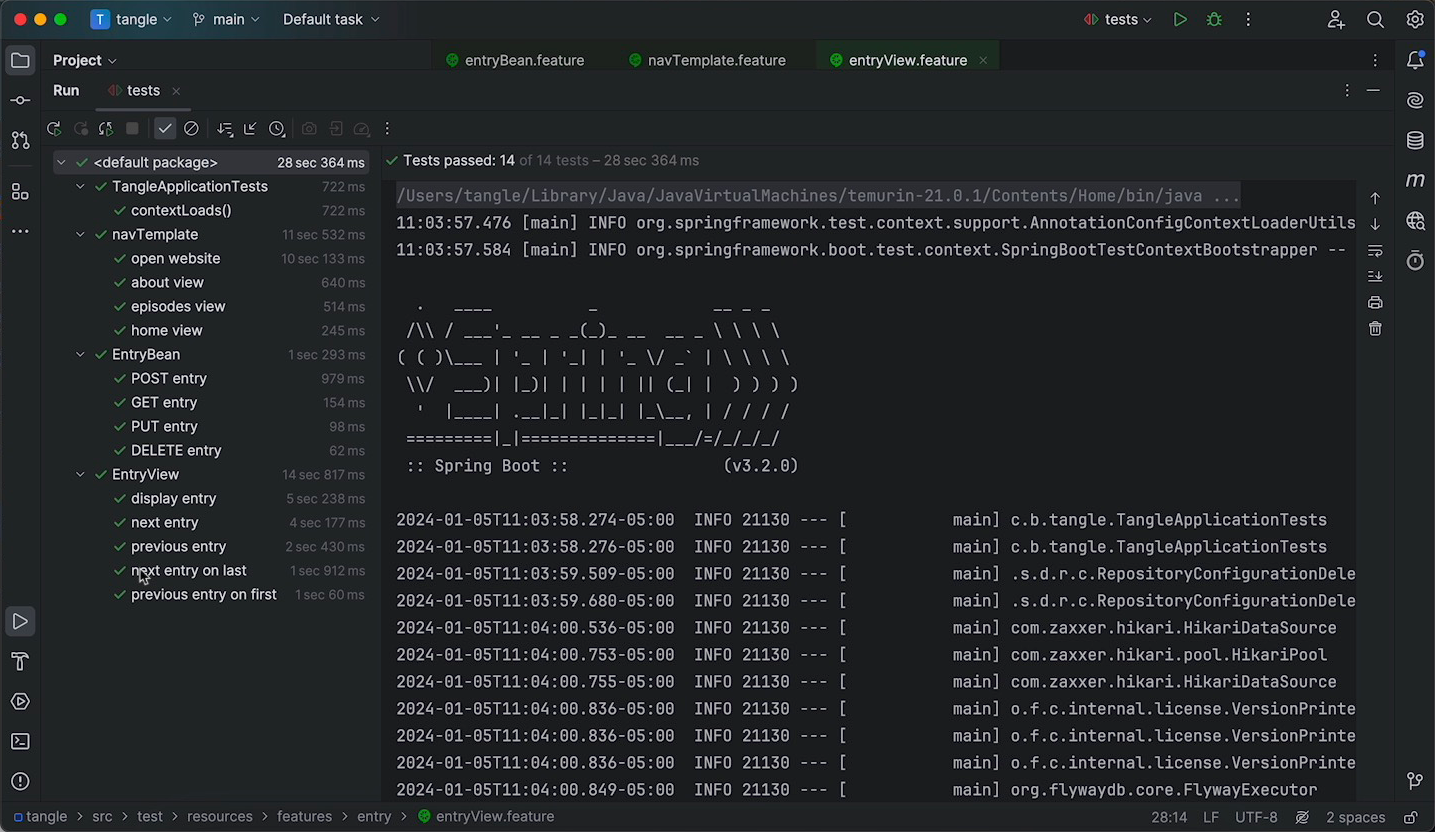 T tangle main Default task tests
Project entryBean.feature navTemplate.feature entryView.feature
Run tests
<default package> 28 sec 364 ms
TangleApplicationTests 722 ms
contextLoads() 722 ms
navTemplate 11 sec 532 ms
open website 10 sec 133 ms
about view 640 ms
episodes view 514 ms
home view 245 ms
EntryBean 1 sec 293 ms
POST entry 979 ms
GET entry 154 ms
PUT entry 98 ms
DELETE entry 62 ms
EntryView 14 sec 817 ms
display entry 5 sec 238 ms
next entry 4 sec 177 ms
previous entry 2 sec 430 ms
next entry on last 1 sec 912 ms
previous entry on first 1 sec 60 ms
Tests passed: 14 of 14 tests – 28 sec 364 ms
/Users/tangle/Library/Java/JavaVirtualMachines/temurin-21.0.1/Contents/Home/bin/java ...
11:03:57.476 [main] INFO org.springframework.test.context.support.AnnotationConfigContextLoaderUtils
11:03:57.584 [main] INFO org.springframework.boot.test.context.SpringBootTestContextBootstrapper --
  .   ____          _            __ _ _
 /\\ / ___'_ __ _ _(_)_ __  __ _ \ \ \ \
( ( )\___ | '_ | '_| | '_ \/ _` | \ \ \ \
 \\/  ___)| |_)| | | | | || (_| |  ) ) ) )
  '  |____| .__|_| |_|_| |_\__, | / / / /
 =========|_|==============|___/=/_/_/_/
 :: Spring Boot ::                (v3.2.0)
2024-01-05T11:03:58.274-05:00  INFO 21130 --- [           main] c.b.tangle.TangleApplicationTests
2024-01-05T11:03:58.276-05:00  INFO 21130 --- [           main] c.b.tangle.TangleApplicationTests
2024-01-05T11:03:59.509-05:00  INFO 21130 --- [           main] .s.d.r.c.RepositoryConfigurationDele
2024-01-05T11:03:59.680-05:00  INFO 21130 --- [           main] .s.d.r.c.RepositoryConfigurationDele
2024-01-05T11:04:00.536-05:00  INFO 21130 --- [           main] com.zaxxer.hikari.HikariDataSource
2024-01-05T11:04:00.753-05:00  INFO 21130 --- [           main] com.zaxxer.hikari.pool.HikariPool
2024-01-05T11:04:00.755-05:00  INFO 21130 --- [           main] com.zaxxer.hikari.HikariDataSource
2024-01-05T11:04:00.836-05:00  INFO 21130 --- [           main] o.f.c.internal.license.VersionPrinte
2024-01-05T11:04:00.836-05:00  INFO 21130 --- [           main] o.f.c.internal.license.VersionPrinte
2024-01-05T11:04:00.836-05:00  INFO 21130 --- [           main] o.f.c.internal.license.VersionPrinte
2024-01-05T11:04:00.849-05:00  INFO 21130 --- [           main] org.flywaydb.core.FlywayExecutor
tangle > src > test > resources > features > entry > entryView.feature 28:14 LF UTF-8 2 spaces